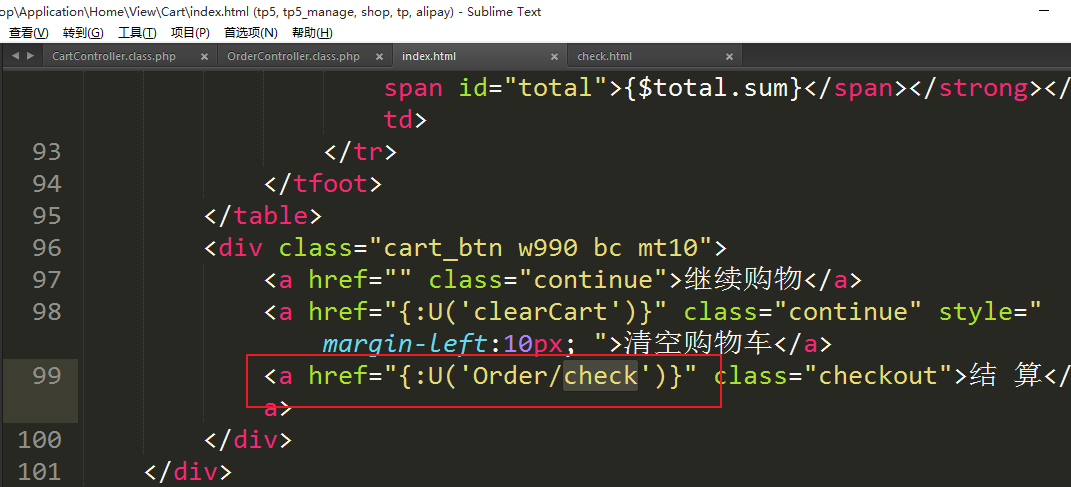 op\Application\Home\View\Cart\index.html (tp5, tp5_manage, shop, tp, alipay) - Sublime Text
查看(V) 转到(G) 工具(T) 项目(P) 首选项(N) 帮助(H)
CartController.class.php × OrderController.class.php × index.html × check.html ×
span id="total">{$total.sum}</span></strong></
td>
93 </tr>
94 </tfoot>
95 </table>
96 <div class="cart_btn w990 bc mt10">
97 <a href="" class="continue">继续购物</a>
98 <a href="{:U('clearCart')}" class="continue" style="
margin-left:10px; ">清空购物车</a>
99 <a href="{:U('Order/check')}" class="checkout">结 算</
a>
100 </div>
101 </div>